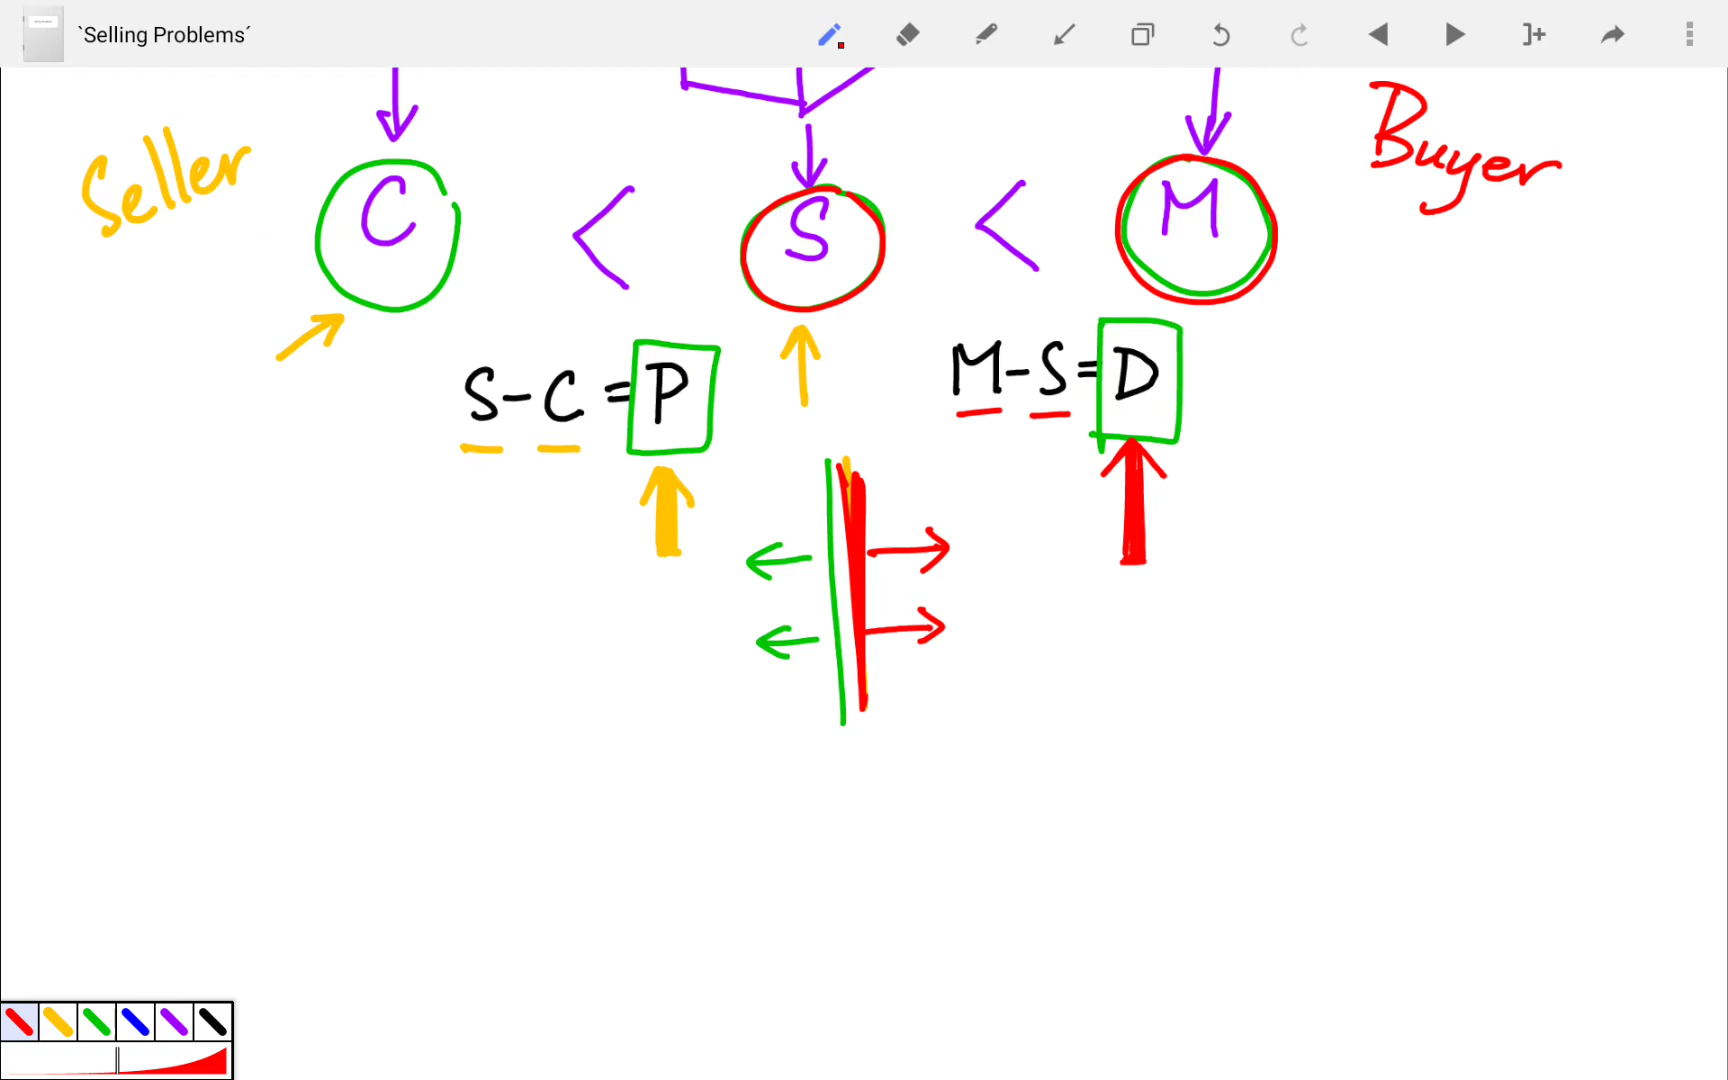 `Selling Problems´
Seller
Buyer
C < S < M
S-C=P
M-S=D